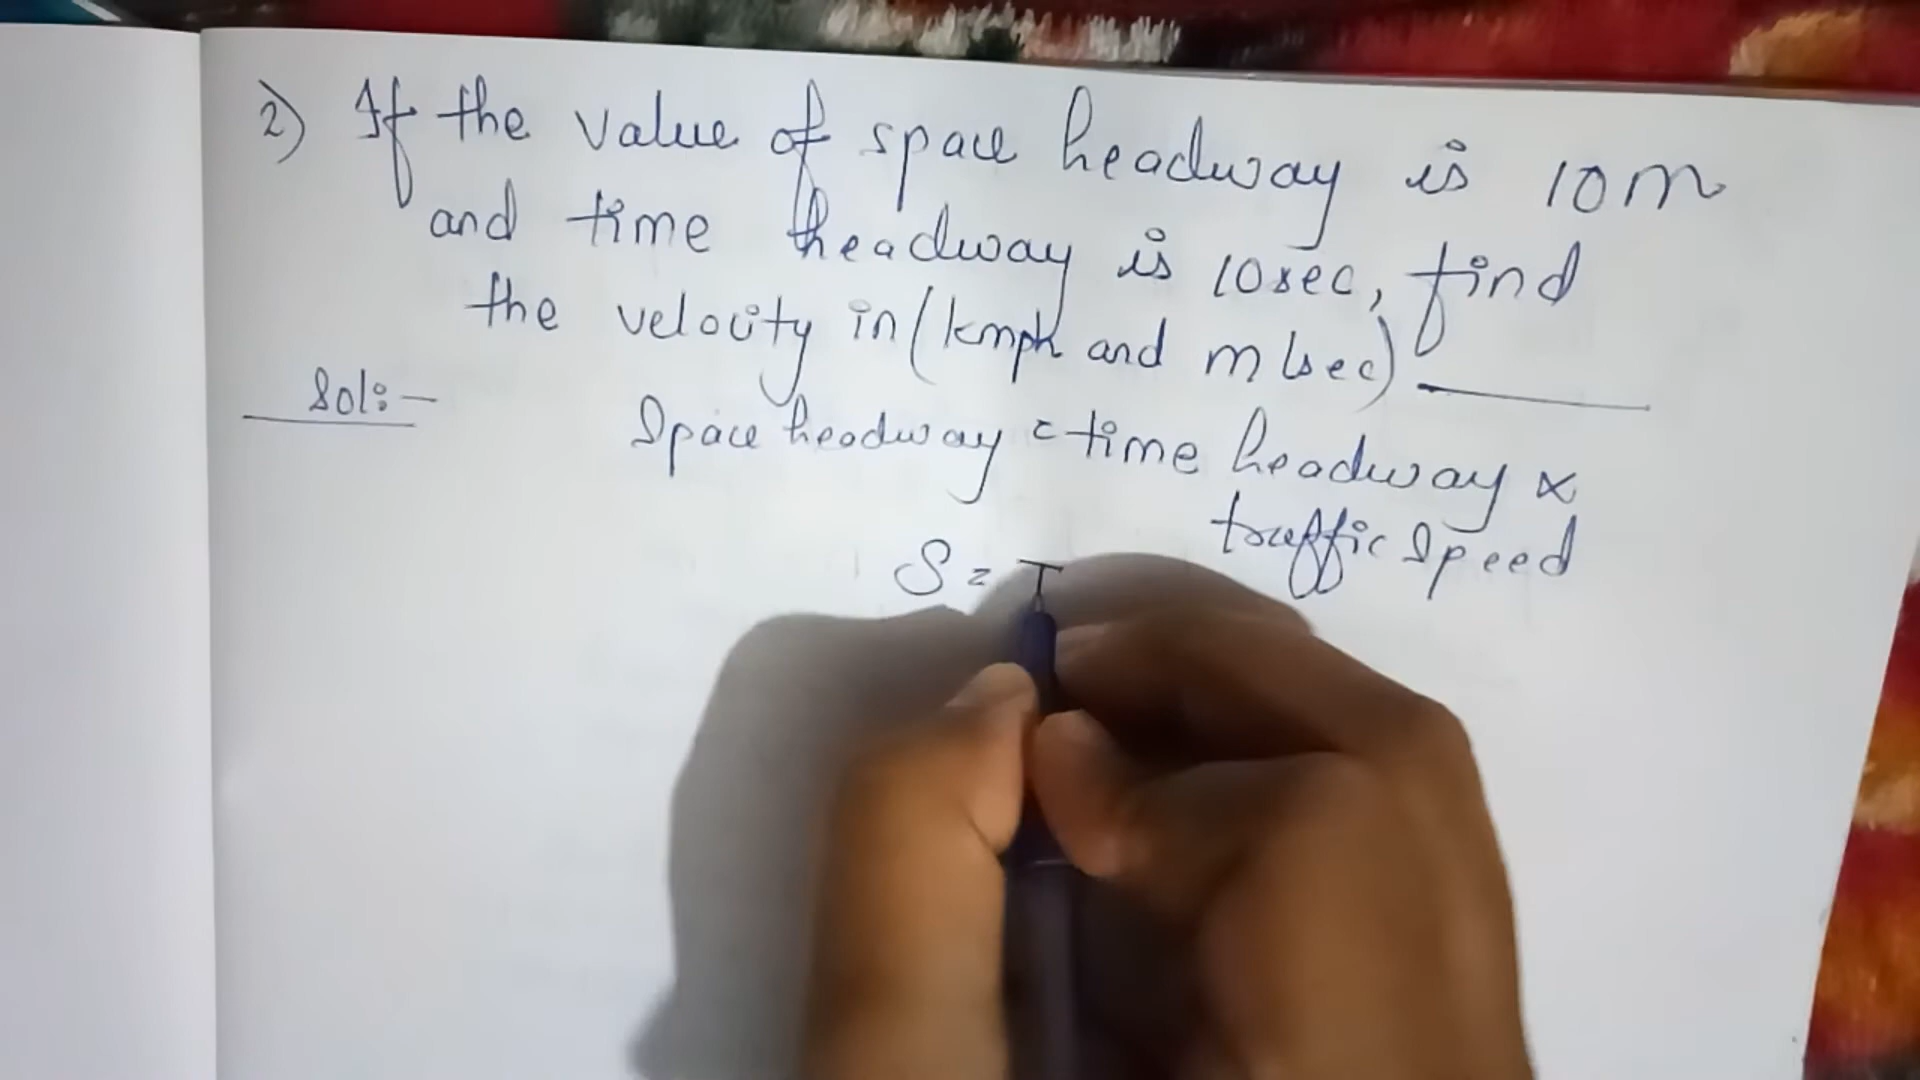 2) If the value of space headway is 10m
and time headway is 10sec, find
the velocity in (kmph and m/sec) ____
Sol:-
Space headway = time headway ×
traffic speed
S = T